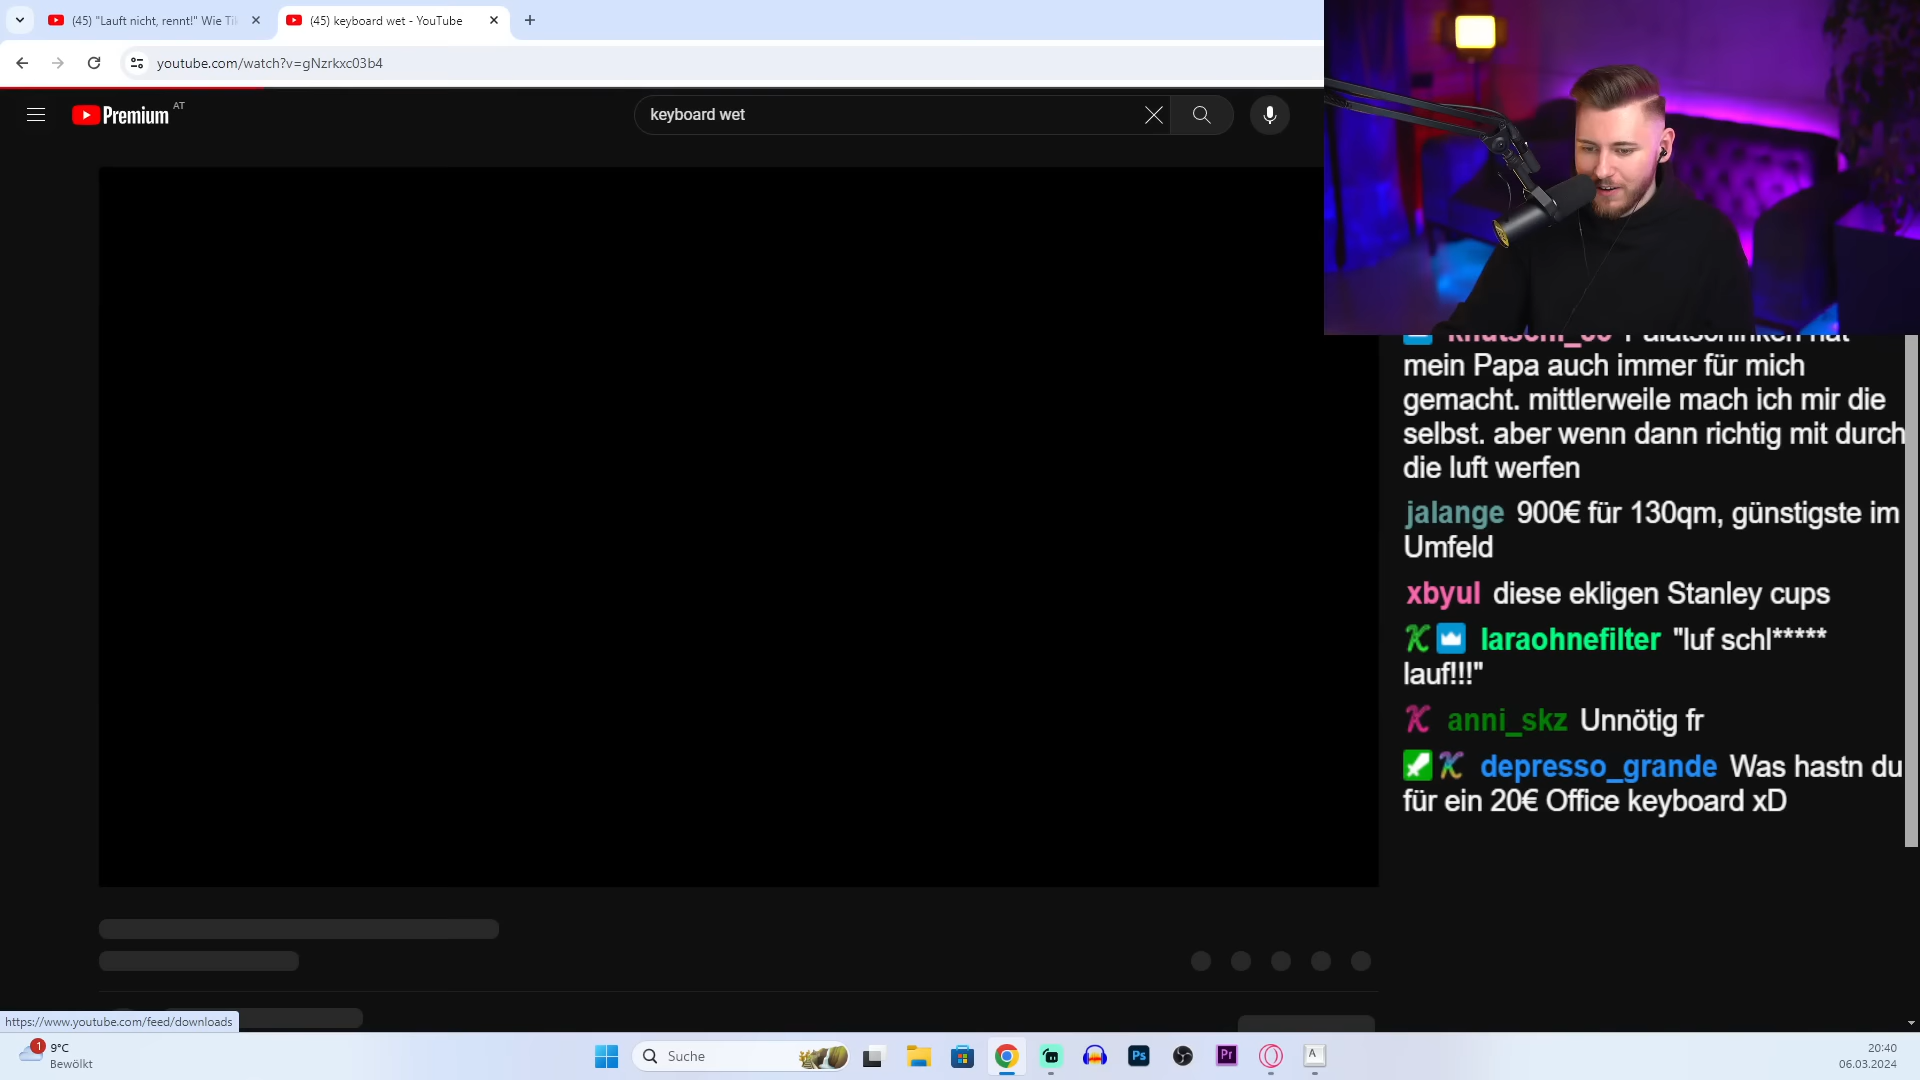 (45) "Lauft nicht, rennt!" Wie Ti
(45) keyboard wet - YouTube
youtube.com/watch?v=gNzrkxc03b4
Premium
AT
keyboard wet
mein Papa auch immer für mich
gemacht. mittlerweile mach ich mir die
selbst. aber wenn dann richtig mit durch
die luft werfen
jalange 900€ für 130qm, günstigste im
Umfeld
xbyul diese ekligen Stanley cups
laraohnefilter "luf schl*****
lauf!!!"
anni_skz Unnötig fr
depresso_grande Was hastn du
für ein 20€ Office keyboard xD
https://www.youtube.com/feed/downloads
1
9°C
Bewölkt
Suche
Ps
Pr
A
20:40
06.03.2024